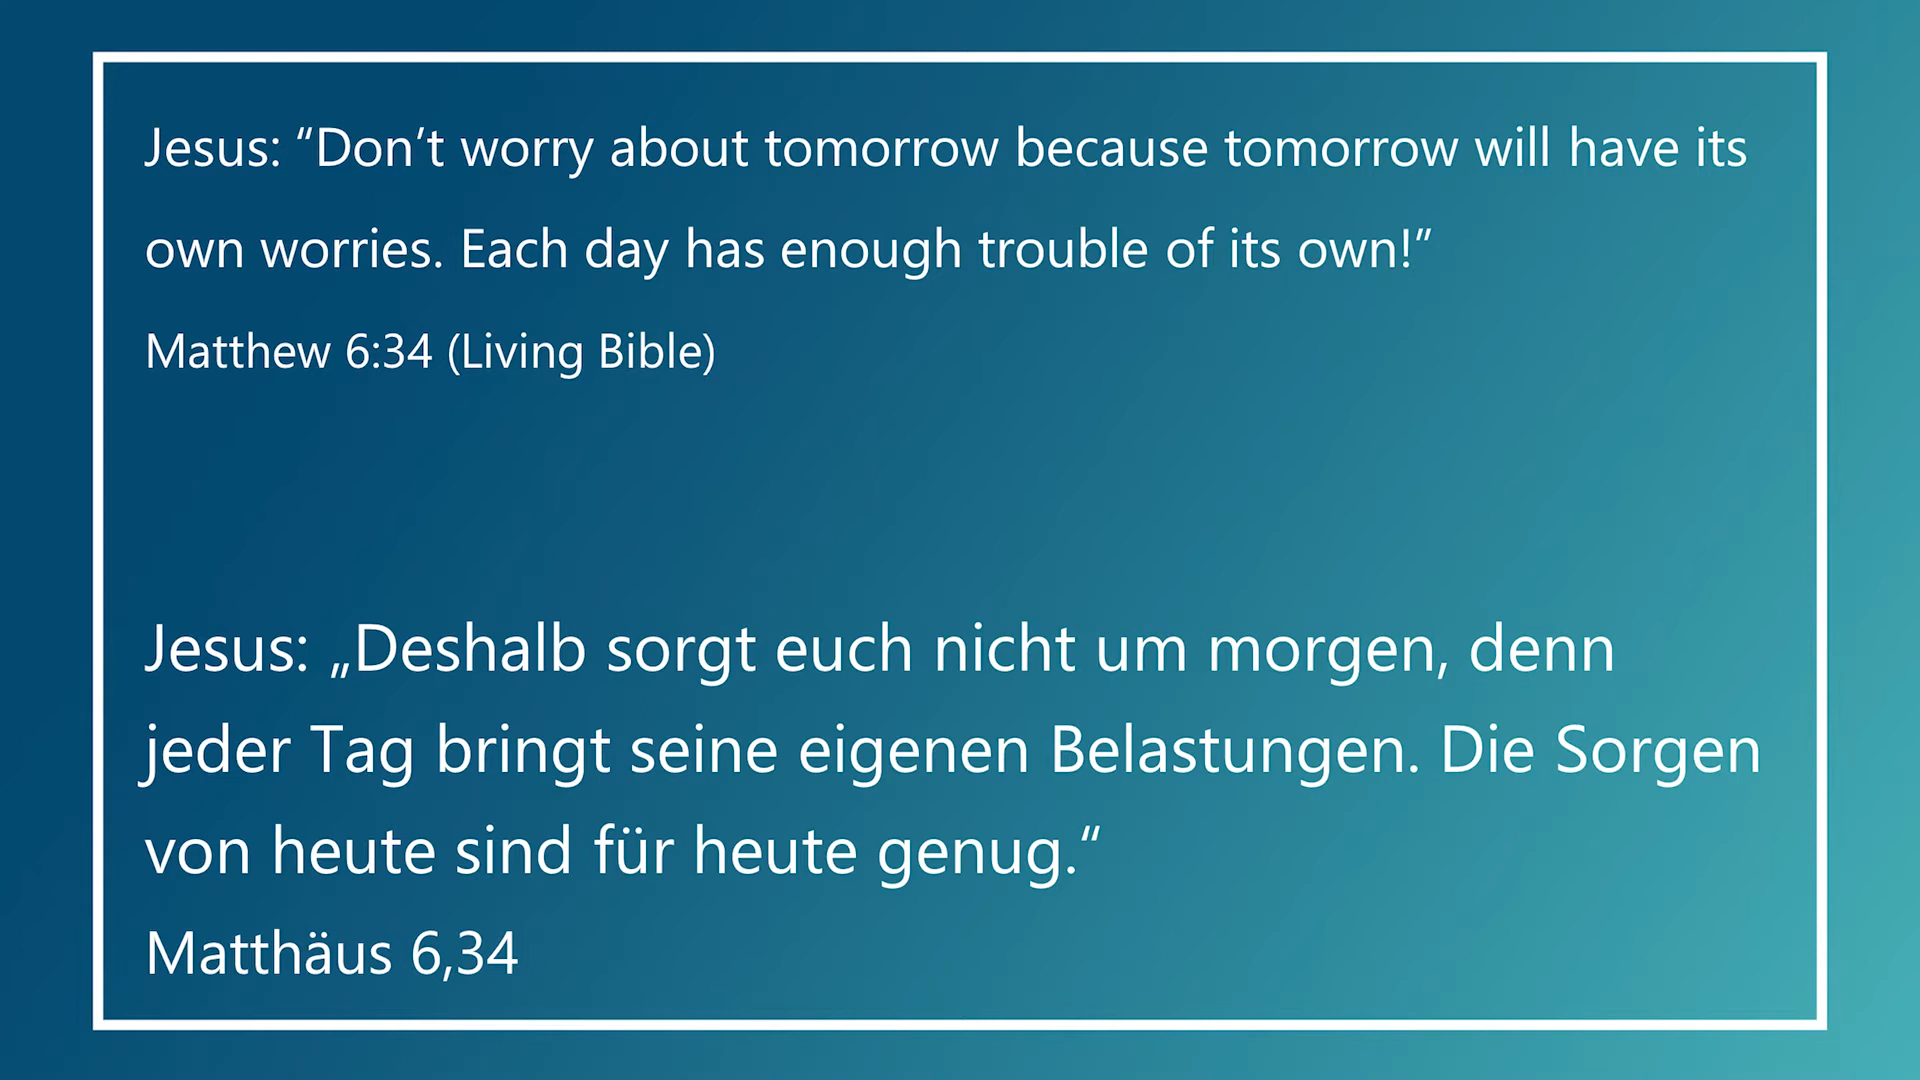 Jesus: “Don’t worry about tomorrow because tomorrow will have its
own worries. Each day has enough trouble of its own!”
Matthew 6:34 (Living Bible)
Jesus: „Deshalb sorgt euch nicht um morgen, denn
jeder Tag bringt seine eigenen Belastungen. Die Sorgen
von heute sind für heute genug.“
Matthäus 6,34